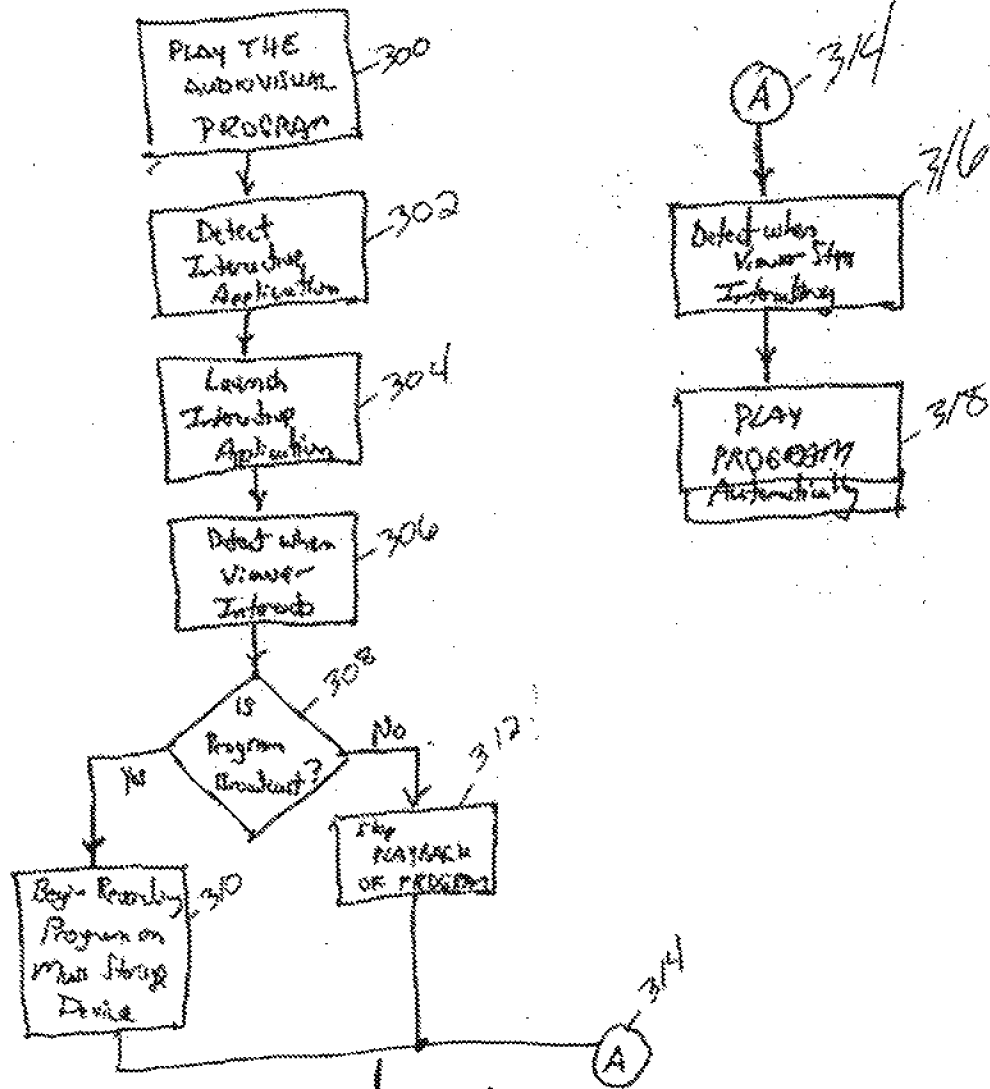 PLAY THE
AUDIOVISUAL
PROGRAM
300
Detect
Interactive
Application
302
Launch
Interactive
Application
304
Detect when
Viewer
Interacts
306
Is
Program
Broadcast?
308
Yes
No
Begin Recording
Program on
Mass Storage
Device
310
Stop
PLAYBACK
OF PROGRAM
312
A
314
A
314
Detect when
Viewer Stops
Interacting
316
PLAY
PROGRAM
Automatically
318